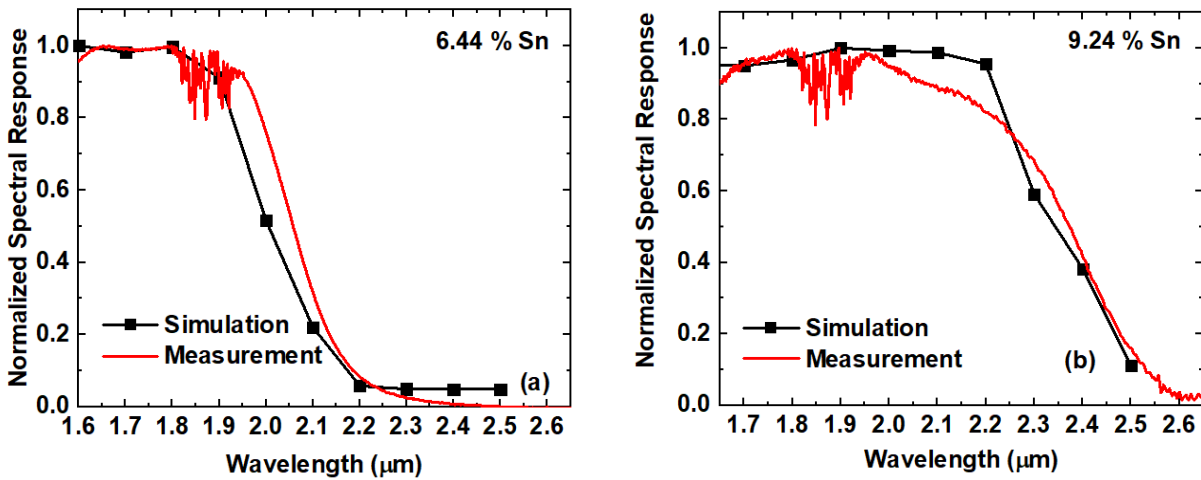 Normalized Spectral Response
1.0
0.8
0.6
0.4
0.2
0.0
6.44 % Sn
Simulation
Measurement
(a)
1.6 1.7 1.8 1.9 2.0 2.1 2.2 2.3 2.4 2.5 2.6
Wavelength (μm)
Normalized Spectral Response
1.0
0.8
0.6
0.4
0.2
0.0
9.24 % Sn
Simulation
Measurement
(b)
1.7 1.8 1.9 2.0 2.1 2.2 2.3 2.4 2.5 2.6
Wavelength (μm)